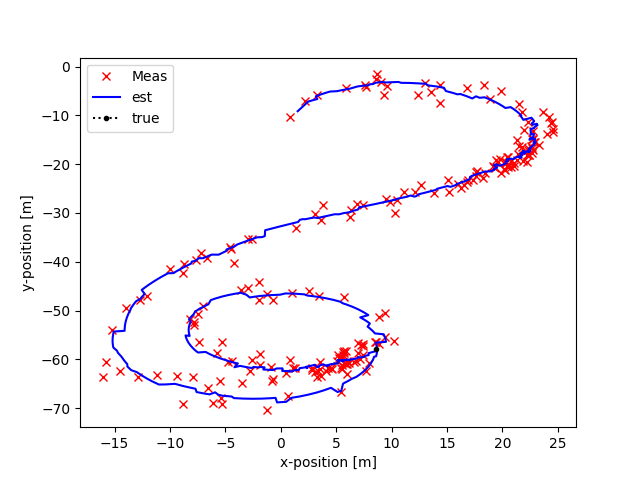 Meas
est
true
0
−10
−20
−30
−40
−50
−60
−70
y-position [m]
−15 −10 −5 0 5 10 15 20 25
x-position [m]